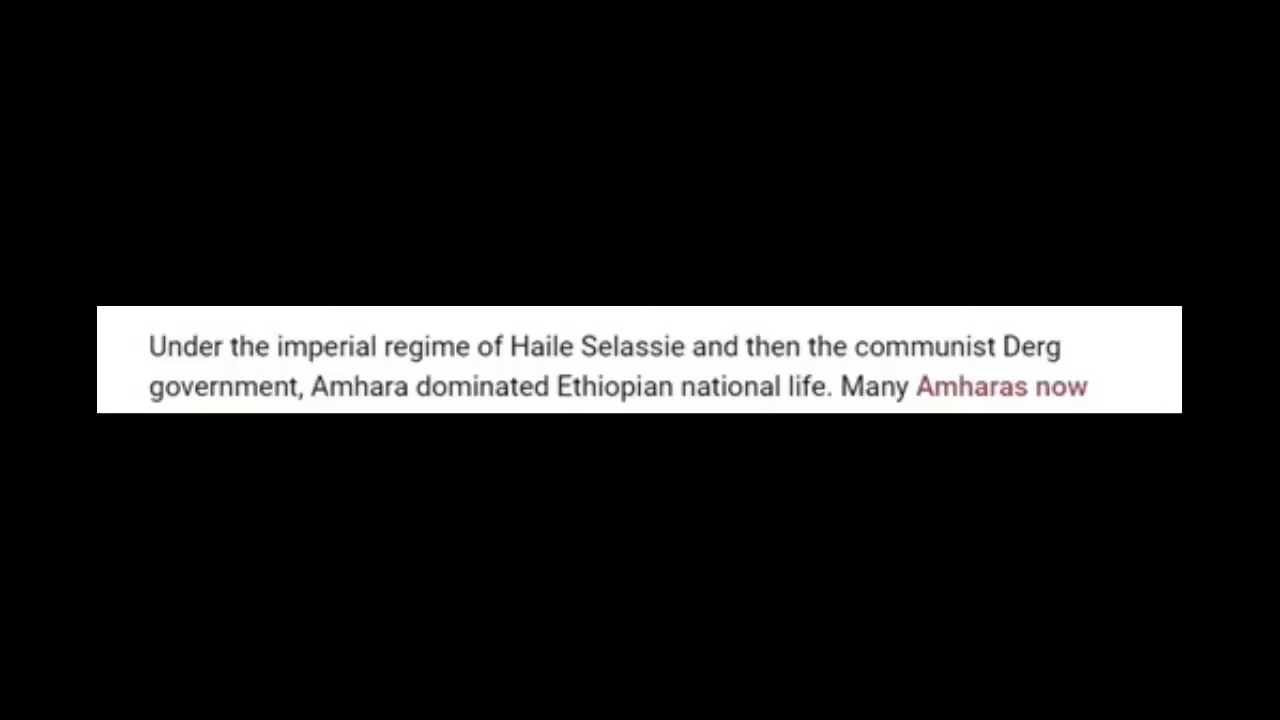 Under the imperial regime of Haile Selassie and then the communist Derg
government, Amhara dominated Ethiopian national life. Many Amharas now